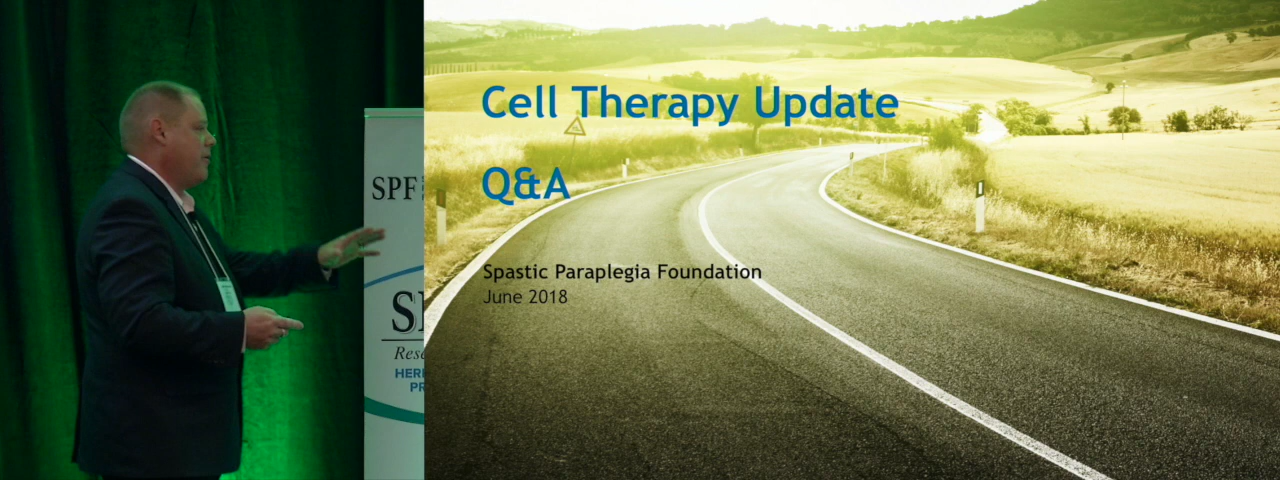 SPF
Cell Therapy Update
Q&A
Spastic Paraplegia Foundation
June 2018